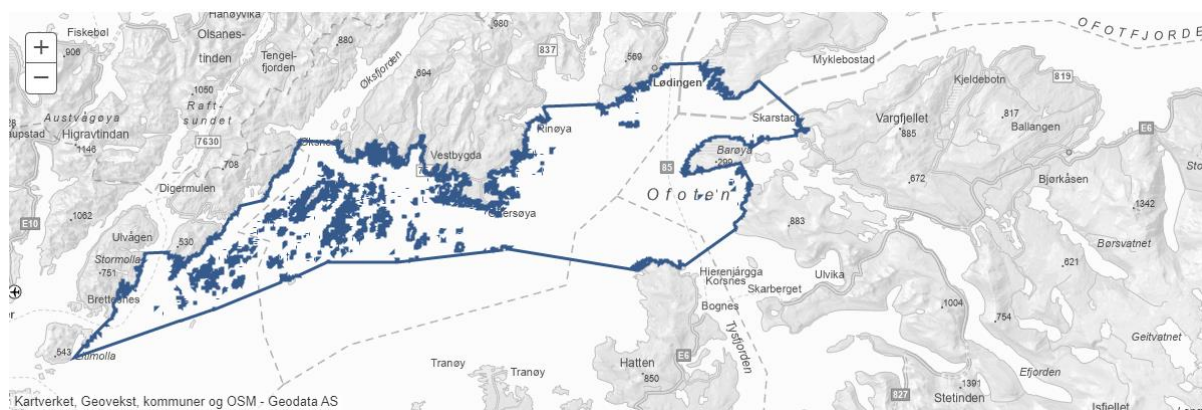 +
−
Fiskebøl
906
Hanøyvika
Olsanes-
tinden
Tengel-
fjorden
880
Øksfjorden
980
837
569
Lødingen
Myklebostad
OFOTFJORDE
Kjeldebotn
819
1050
694
Austvågøya
Raft-
sundet
Higravtindan
1146
7630
Rinøya
Skarstad
Vargfjellet
885
817
Ballangen
E6
Vestbygda
Barøya
299
85
708
Digermulen
Ofoten
672
Bjørkåsen
1342
E10
1062
Ulvågen
530
883
Børsvatnet
Stormolla
751
Hierenjárgga
Korsnes
Ulvika
621
Brettesnes
Skarberget
Bognes
1004
754
Geitvatnet
543
Litlmolla
Tysfjorden
Tranøy
Tranøy
Hatten
E6
850
Efjorden
1391
Stetinden
827
Isfjellet
Kartverket, Geovekst, kommuner og OSM - Geodata AS